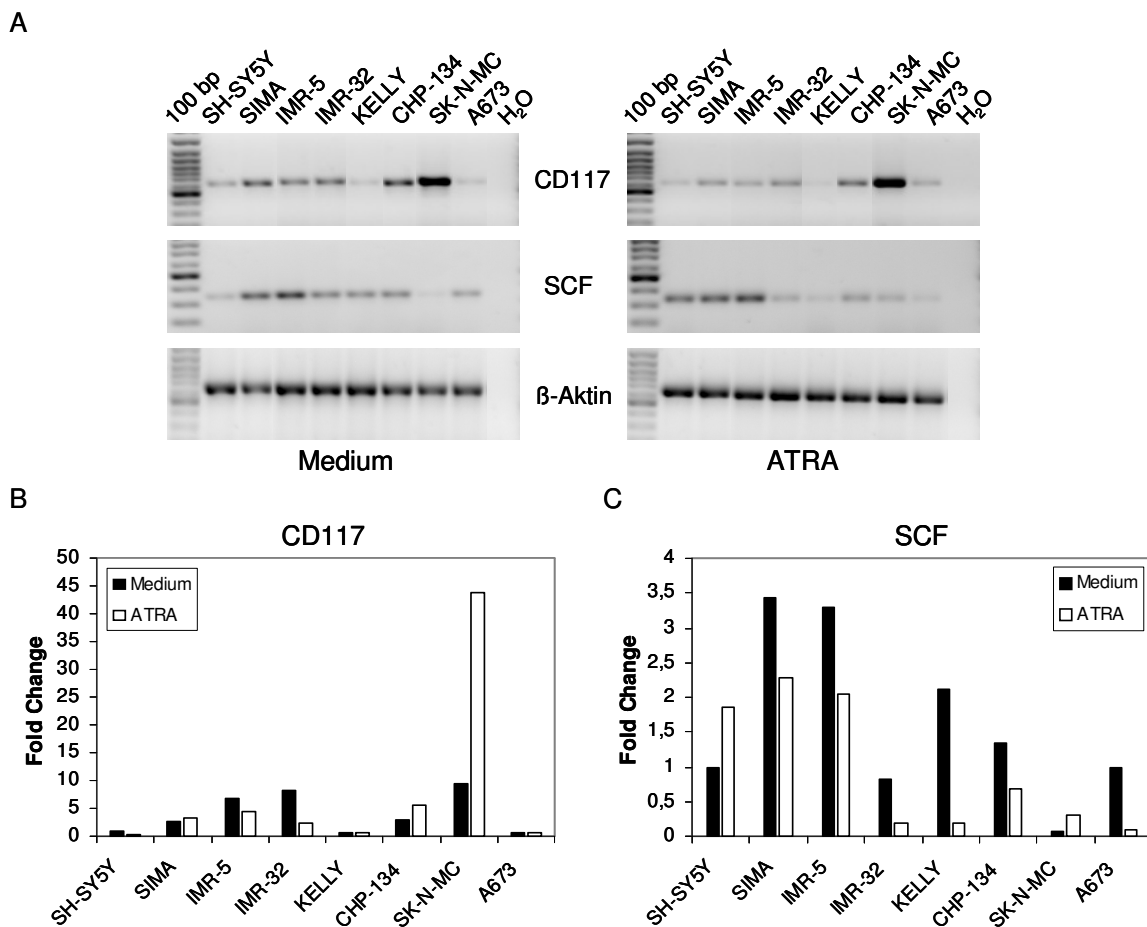 A
100 bp SH-SY5Y SIMA IMR-5 IMR-32 KELLY CHP-134 SK-N-MC A673 H₂O
100 bp SH-SY5Y SIMA IMR-5 IMR-32 KELLY CHP-134 SK-N-MC A673 H₂O
CD117
SCF
ß-Aktin
Medium
ATRA
B
CD117
50
45
40
35
30
25
20
15
10
5
0
Fold Change
Medium
ATRA
SH-SY5Y SIMA IMR-5 IMR-32 KELLY CHP-134 SK-N-MC A673
C
SCF
4
3,5
3
2,5
2
1,5
1
0,5
0
Fold Change
Medium
ATRA
SH-SY5Y SIMA IMR-5 IMR-32 KELLY CHP-134 SK-N-MC A673